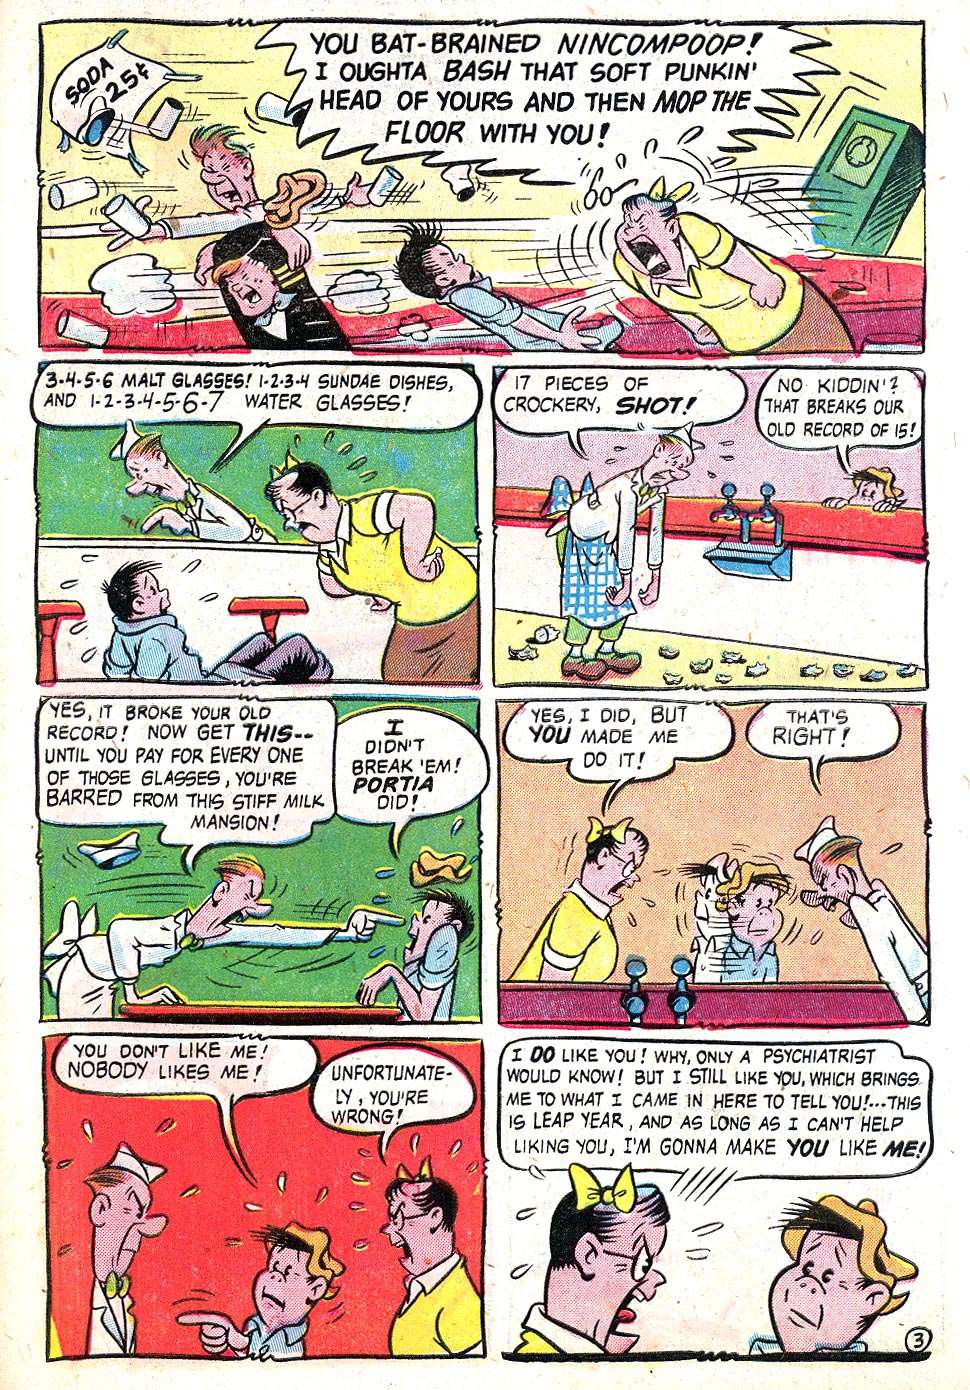 SODA
25¢
YOU BAT-BRAINED NINCOMPOOP!
I OUGHTA BASH THAT SOFT PUNKIN'
HEAD OF YOURS AND THEN MOP THE
FLOOR WITH YOU!
3-4-5-6 MALT GLASSES! 1-2-3-4 SUNDAE DISHES,
AND 1-2-3-4-5-6-7 WATER GLASSES!
17 PIECES OF
CROCKERY, SHOT!
NO KIDDIN'?
THAT BREAKS OUR
OLD RECORD OF 15!
YES, IT BROKE YOUR OLD
RECORD! NOW GET THIS--
UNTIL YOU PAY FOR EVERY ONE
OF THOSE GLASSES, YOU'RE
BARRED FROM THIS STIFF MILK
MANSION!
I
DIDN'T
BREAK 'EM!
PORTIA
DID!
YES, I DID, BUT
YOU MADE ME
DO IT!
THAT'S
RIGHT!
YOU DON'T LIKE ME!
NOBODY LIKES ME!
UNFORTUNATE-
LY, YOU'RE
WRONG!
I DO LIKE YOU! WHY, ONLY A PSYCHIATRIST
WOULD KNOW! BUT I STILL LIKE YOU, WHICH BRINGS
ME TO WHAT I CAME IN HERE TO TELL YOU!...THIS
IS LEAP YEAR, AND AS LONG AS I CAN'T HELP
LIKING YOU, I'M GONNA MAKE YOU LIKE ME!
3